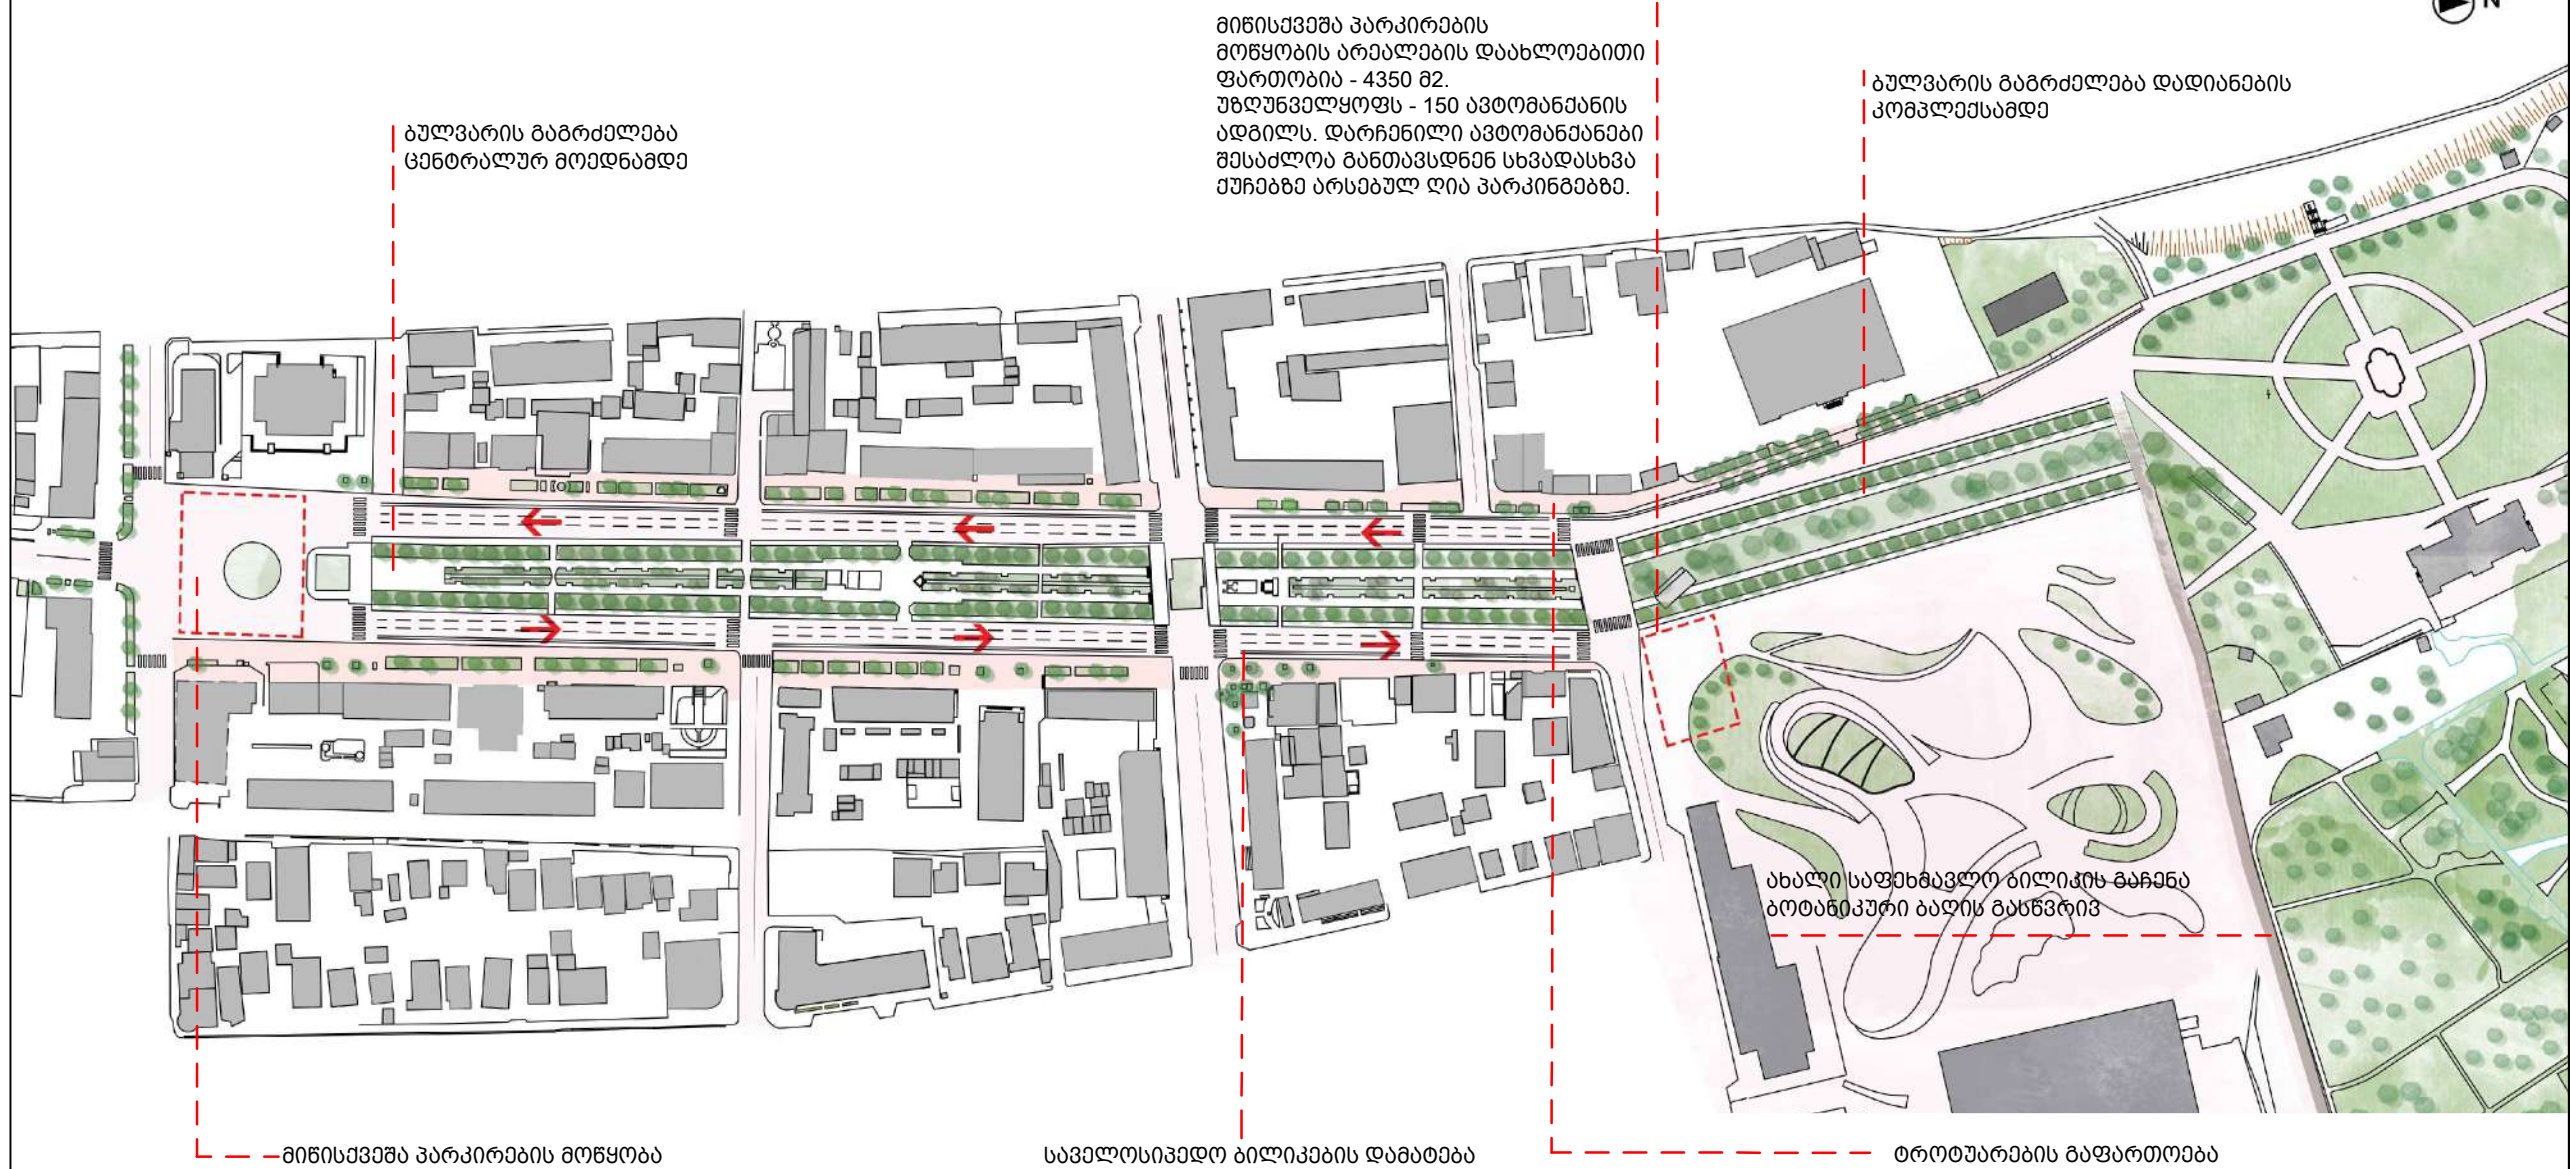 N
მიწისქვეშა პარკირების
მოწყობის არეალების დაახლოებითი
ფართობია - 4350 მ2.
უზღუნველყოფს - 150 ავტომანქანის
ადგილს. დარჩენილი ავტომანქანები
შესაძლოა განთავსდნენ სხვადასხვა
ქუჩებზე არსებულ ღია პარკინგებზე.
ბულვარის გაგრძელება დადიანების
კომპლექსამდე
ბულვარის გაგრძელება
ცენტრალურ მოედნამდე
ახალი საფეხმავლო ბილიკის გაჩენა
ბოტანიკური ბაღის გასწვრივ
მიწისქვეშა პარკირების მოწყობა
საველოსიპედო ბილიკების დამატება
ტროტუარების გაფართოება